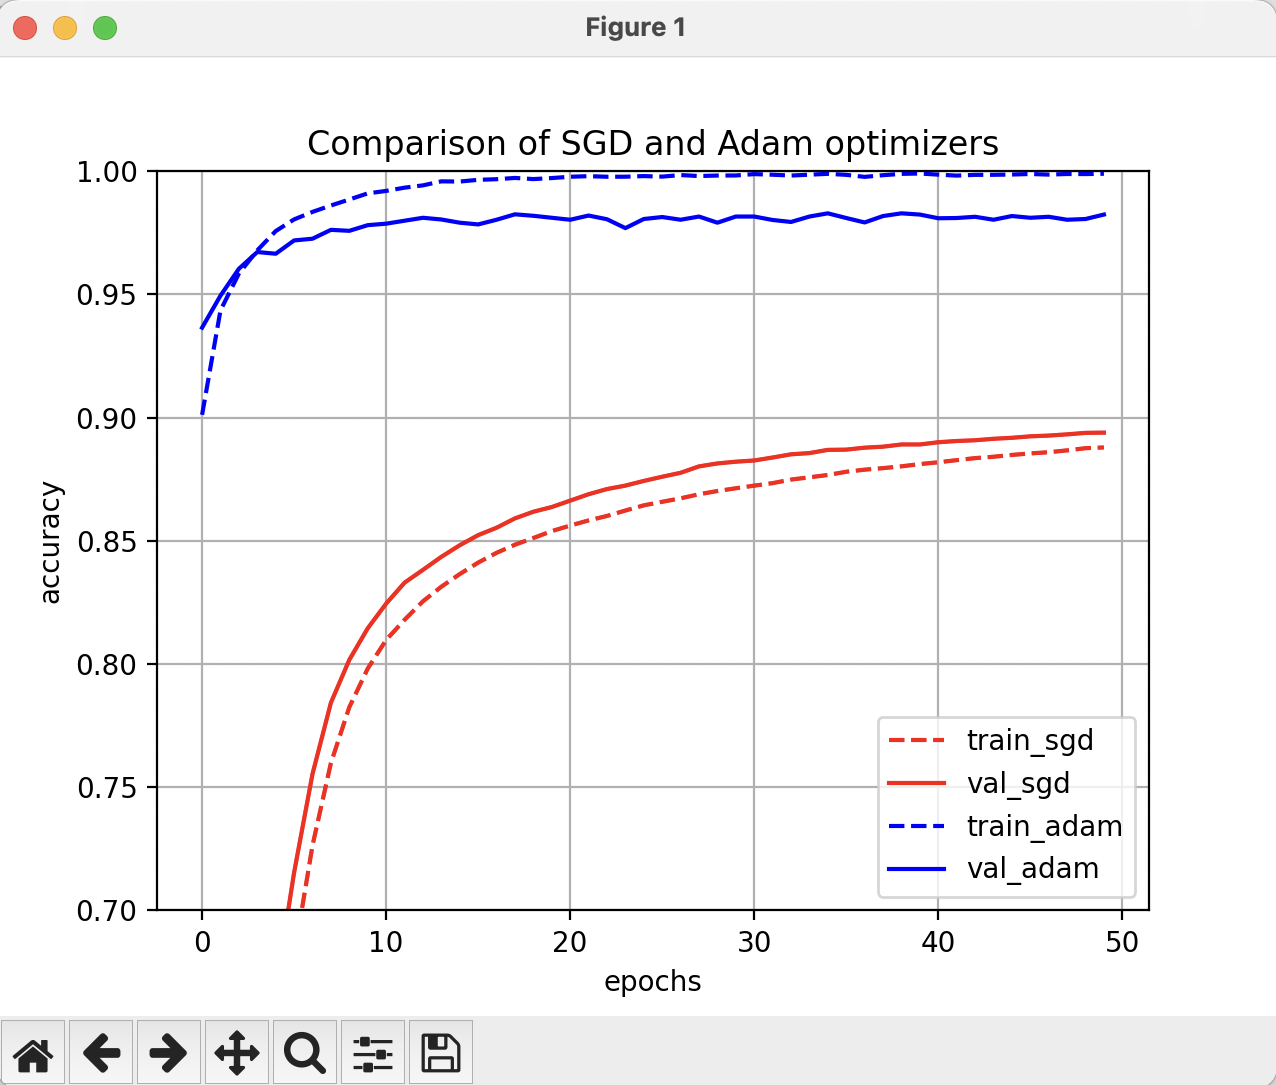 Figure 1
Comparison of SGD and Adam optimizers
1.00
0.95
0.90
0.85
0.80
0.75
0.70
accuracy
0 10 20 30 40 50
epochs
train_sgd
val_sgd
train_adam
val_adam